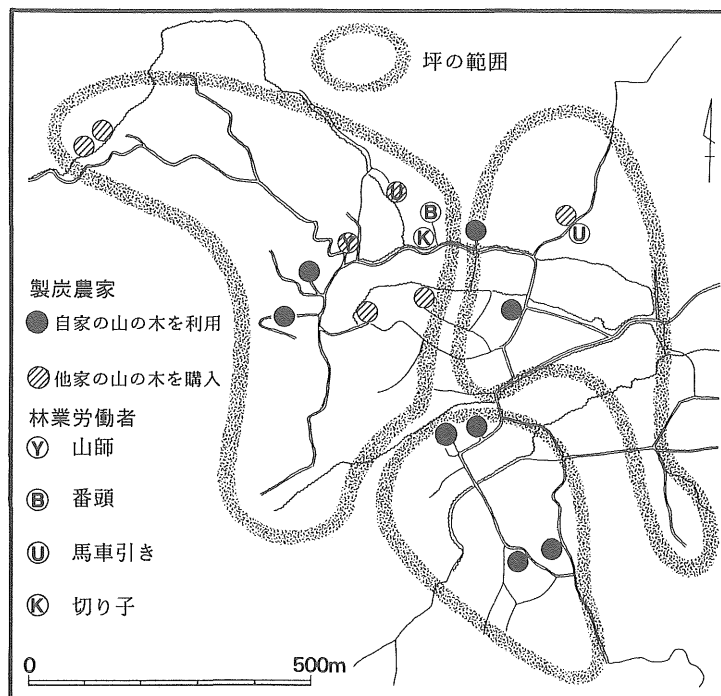 坪の範囲
製炭農家
自家の山の木を利用
他家の山の木を購入
林業労働者
Y 山師
B 番頭
U 馬車引き
K 切り子
0 500m
U
B
K
Y
U